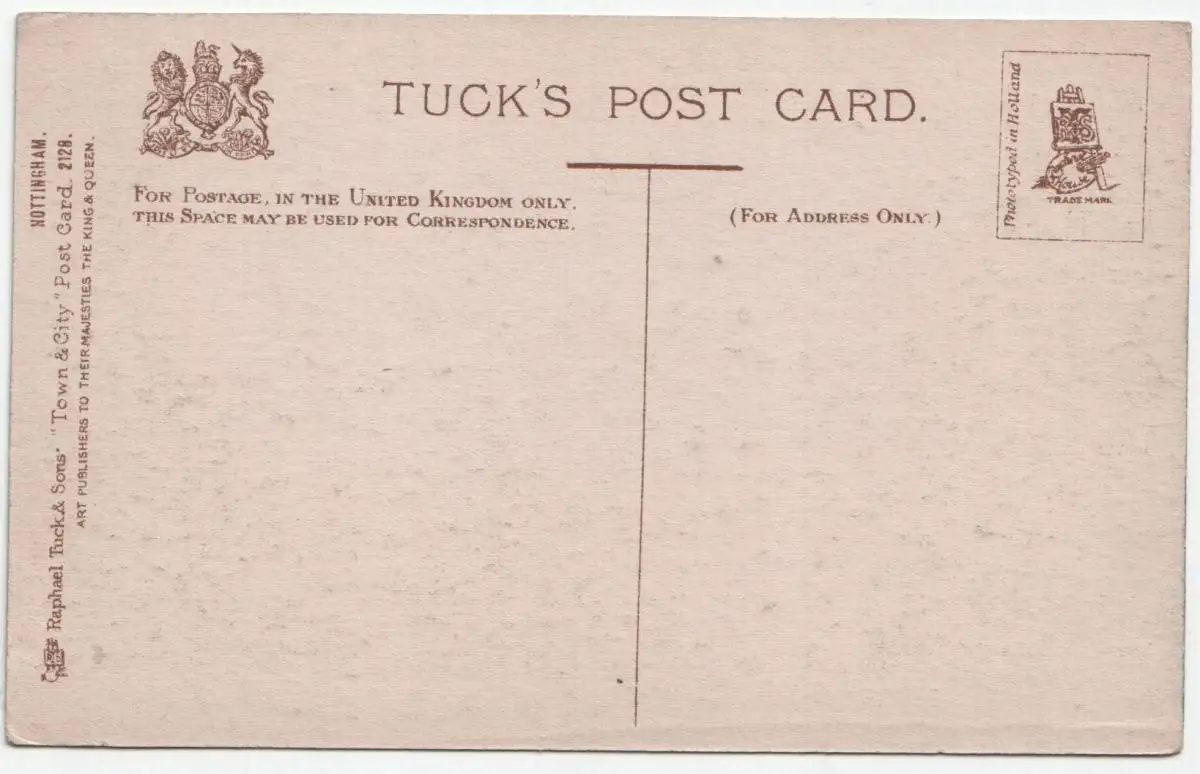 TUCK'S POST CARD.
FOR POSTAGE, IN THE UNITED KINGDOM ONLY.
THIS SPACE MAY BE USED FOR CORRESPONDENCE.
(FOR ADDRESS ONLY.)
Phototyped in Holland
TRADE MARK
NOTTINGHAM.
Raphael Tuck & Sons' "Town & City" Post Card. 2128.
ART PUBLISHERS TO THEIR MAJESTIES THE KING & QUEEN.